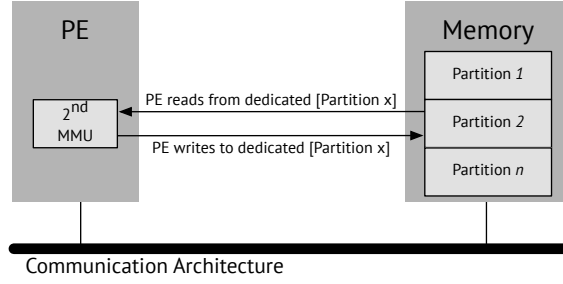 PE
Memory
Partition 1
PE reads from dedicated [Partition x]
2nd
MMU
Partition 2
PE writes to dedicated [Partition x]
Partition n
Communication Architecture